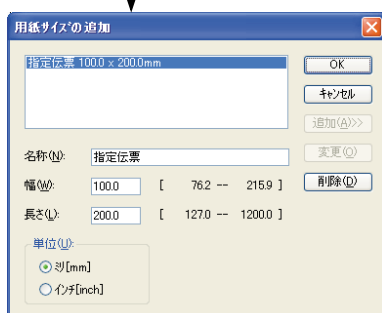 用紙ｻｲｽﾞの追加
指定伝票 100.0 x 200.0mm
OK
ｷｬﾝｾﾙ
追加(A)>>
変更(O)
削除(D)
名称(N): 指定伝票
幅(W): 100.0 [ 76.2 -- 215.9 ]
長さ(L): 200.0 [ 127.0 -- 1200.0 ]
単位(U):
ﾐﾘ[mm]
ｲﾝﾁ[inch]